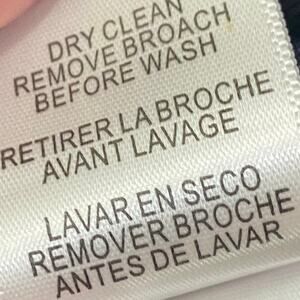 DRY CLEAN
REMOVE BROACH
BEFORE WASH
RETIRER LA BROCHE
AVANT LAVAGE
LAVAR EN SECO
REMOVER BROCHE
ANTES DE LAVAR